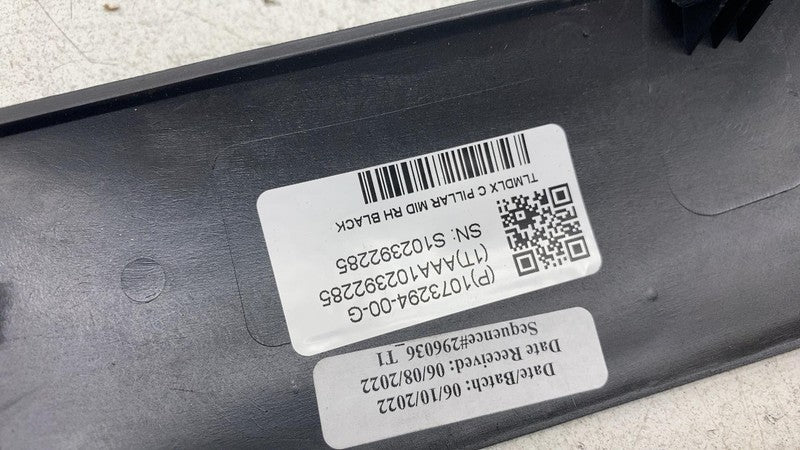 Date/Batch: 06/10/2022
Date Received: 06/08/2022
Sequence#296036_T1
(P)1073294-00-G
(1T)AAA102392285
SN: S102392285
TLMDLX C PILLAR MID RH BLACK